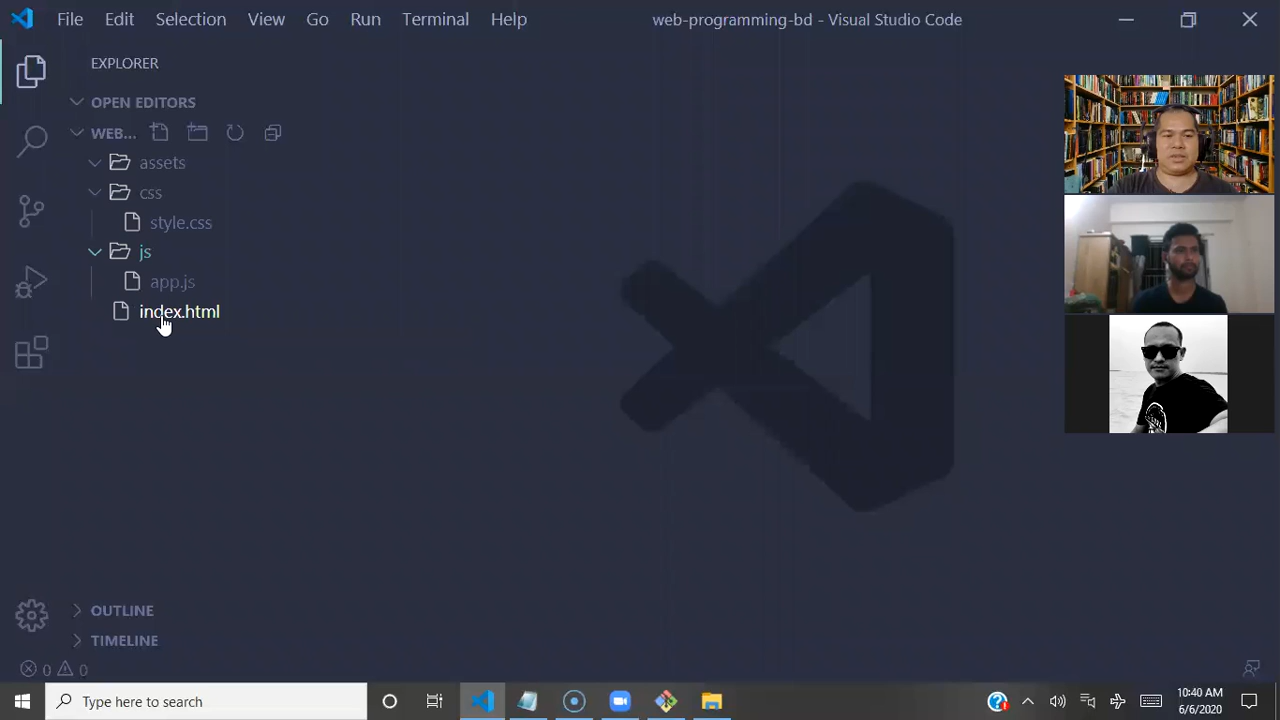 File Edit Selection View Go Run Terminal Help web-programming-bd - Visual Studio Code
EXPLORER
OPEN EDITORS
WEB...
assets
css
style.css
js
app.js
index.html
OUTLINE
TIMELINE
0 0
Type here to search
10:40 AM
6/6/2020